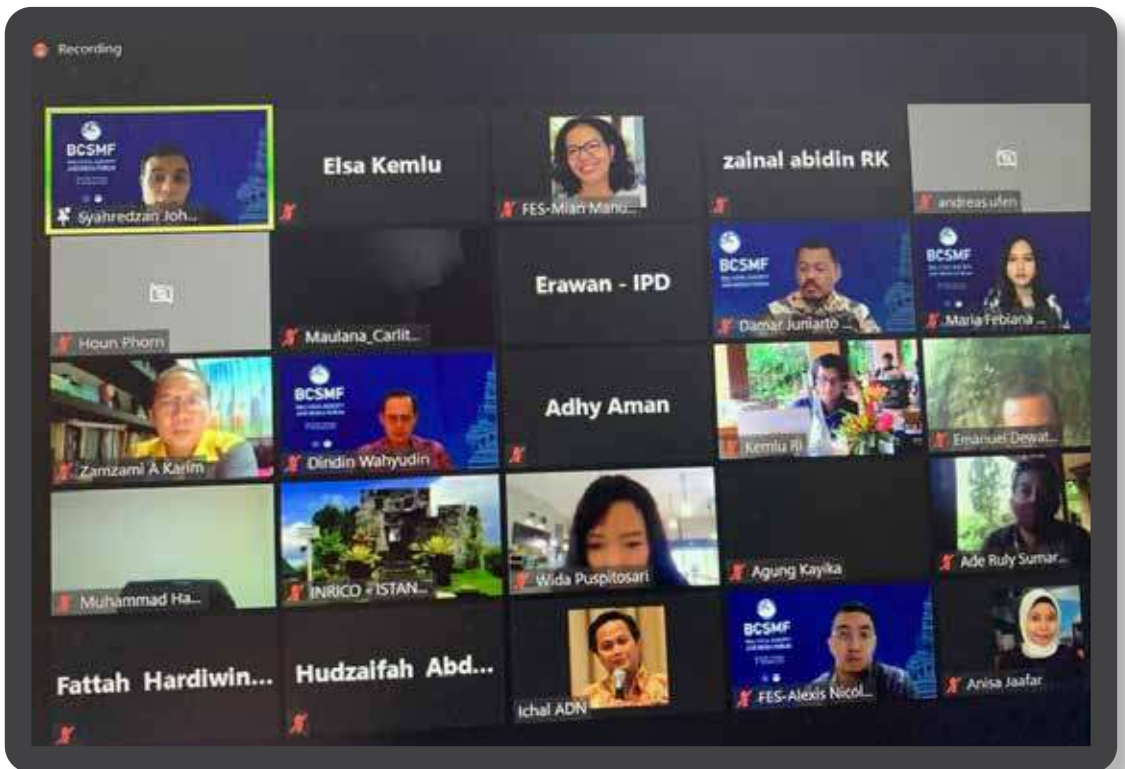 Recording
BCSMF
Syahredzan Joh...
Elsa Kemlu
FES-Mian Manu...
zainal abidin RK
andreas ufen
Houn Phorn
Maulana_Carlit...
Erawan - IPD
BCSMF
Damar Juniarto ...
BCSMF
Maria Febiana ...
Zamzami A Karim
BCSMF
Dindin Wahyudin
Adhy Aman
Kemlu RI
Emanuel Dewat...
Muhammad Ha...
INRICO - ISTAN...
Wida Puspitosari
Agung Kayika
Ade Ruly Sumar...
Fattah Hardiwin...
Hudzaifah Abd...
Ichal ADN
BCSMF
FES-Alexis Nicol...
Anisa Jaafar